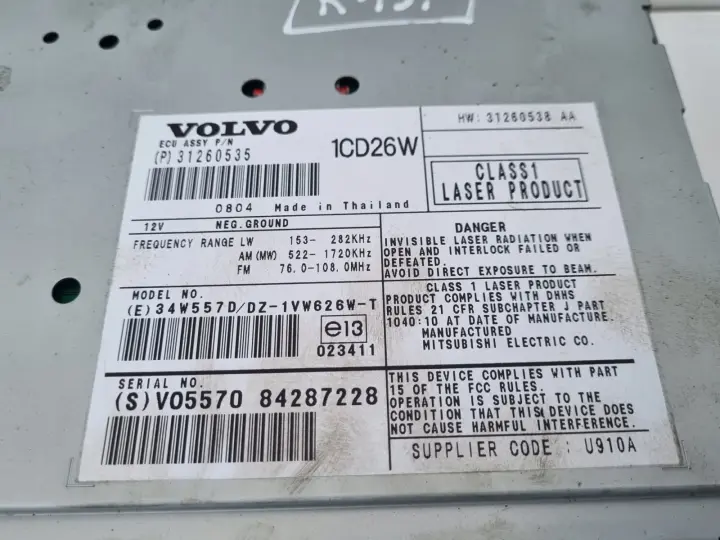 VOLVO
ECU ASSY P/N
(P) 31260535
1CD26W
HW: 31260538 AA
CLASS1
LASER PRODUCT
0804 Made in Thailand
12V NEG.GROUND
FREQUENCY RANGE LW 153- 282KHz
AM (MW) 522- 1720KHz
FM 76.0-108.0MHz
DANGER
INVISIBLE LASER RADIATION WHEN
OPEN AND INTERLOCK FAILED OR
DEFEATED.
AVOID DIRECT EXPOSURE TO BEAM.
MODEL NO.
(E) 34W557D/DZ-1VW626W-T
e13
023411
CLASS 1 LASER PRODUCT
PRODUCT COMPLIES WITH DHHS
RULES 21 CFR SUBCHAPTER J PART
1040:10 AT DATE OF MANUFACTURE.
MANUFACTURED
MITSUBISHI ELECTRIC CO.
SERIAL NO.
(S) VO5570 84287228
THIS DEVICE COMPLIES WITH PART
15 OF THE FCC RULES.
OPERATION IS SUBJECT TO THE
CONDITION THAT THIS DEVICE DOES
NOT CAUSE HARMFUL INTERFERENCE.
SUPPLIER CODE : U910A